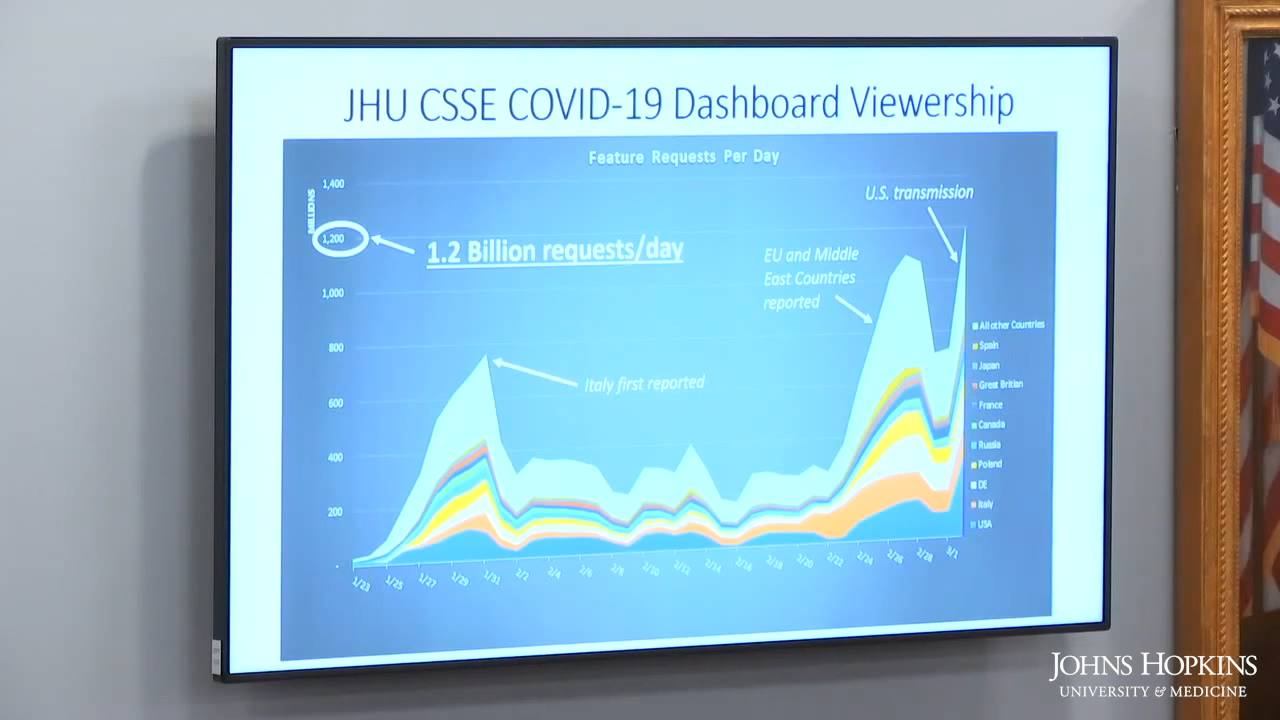 JHU CSSE COVID-19 Dashboard Viewership
Feature Requests Per Day
MILLIONS
1,400
1,200
1,000
800
600
400
200
-
1.2 Billion requests/day
Italy first reported
EU and Middle
East Countries
reported
U.S. transmission
All other Countries
Spain
Japan
Great Britian
France
Canada
Russia
Poland
DE
Italy
USA
1/23 1/25 1/27 1/29 1/31 2/2 2/4 2/6 2/8 2/10 2/12 2/14 2/16 2/18 2/20 2/22 2/24 2/26 2/28 3/1
JOHNS HOPKINS
UNIVERSITY & MEDICINE